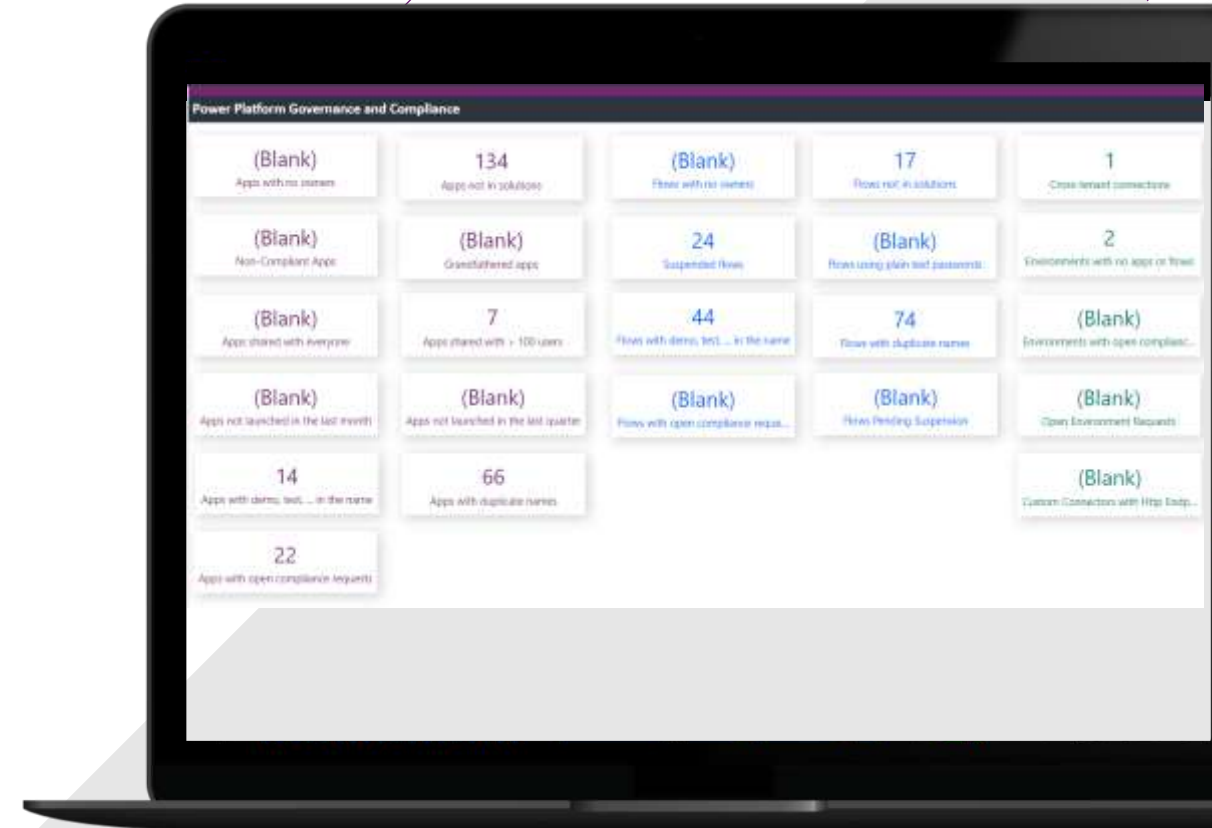 Power Platform Governance and Compliance
(Blank)
Apps with no owners
134
Apps not in solutions
(Blank)
Flows with no owners
17
Flows not in solutions
1
Cross-tenant connections
(Blank)
Non-Compliant Apps
(Blank)
Grandfathered apps
24
Suspended flows
(Blank)
Flows using plain text passwords
2
Environments with no apps or flows
(Blank)
Apps shared with everyone
7
Apps shared with > 100 users
44
Flows with demo, test, ... in the name
74
Flows with duplicate names
(Blank)
Environments with open complianc...
(Blank)
Apps not launched in the last month
(Blank)
Apps not launched in the last quarter
(Blank)
Flows with open compliance reque...
(Blank)
Flows Pending Suspension
(Blank)
Open Environment Requests
14
Apps with demo, test, ... in the name
66
Apps with duplicate names
(Blank)
Custom Connectors with Http Endp...
22
Apps with open compliance requests